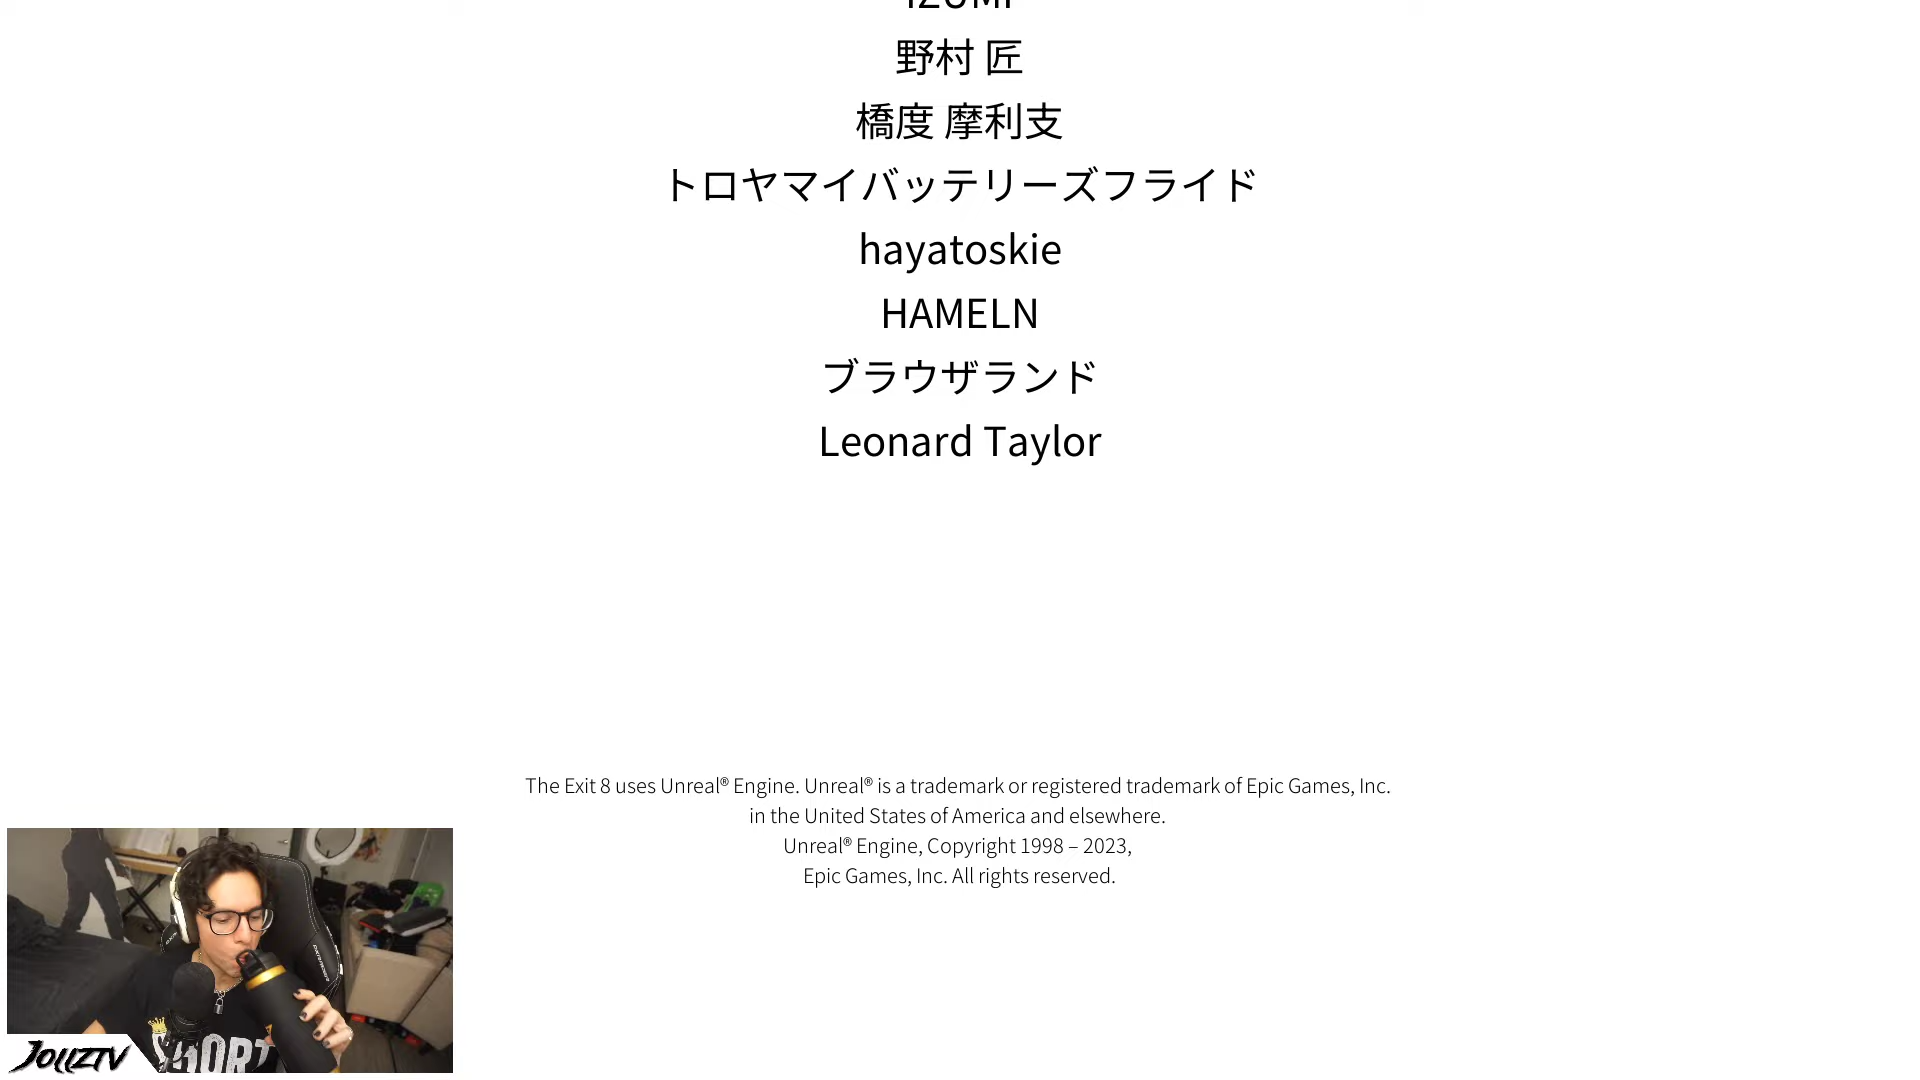 IZUMI
野村 匠
橋度 摩利支
トロヤマイバッテリーズフライド
hayatoskie
HAMELN
ブラウザランド
Leonard Taylor
The Exit 8 uses Unreal® Engine. Unreal® is a trademark or registered trademark of Epic Games, Inc.
in the United States of America and elsewhere.
Unreal® Engine, Copyright 1998 – 2023,
Epic Games, Inc. All rights reserved.
JollzTV